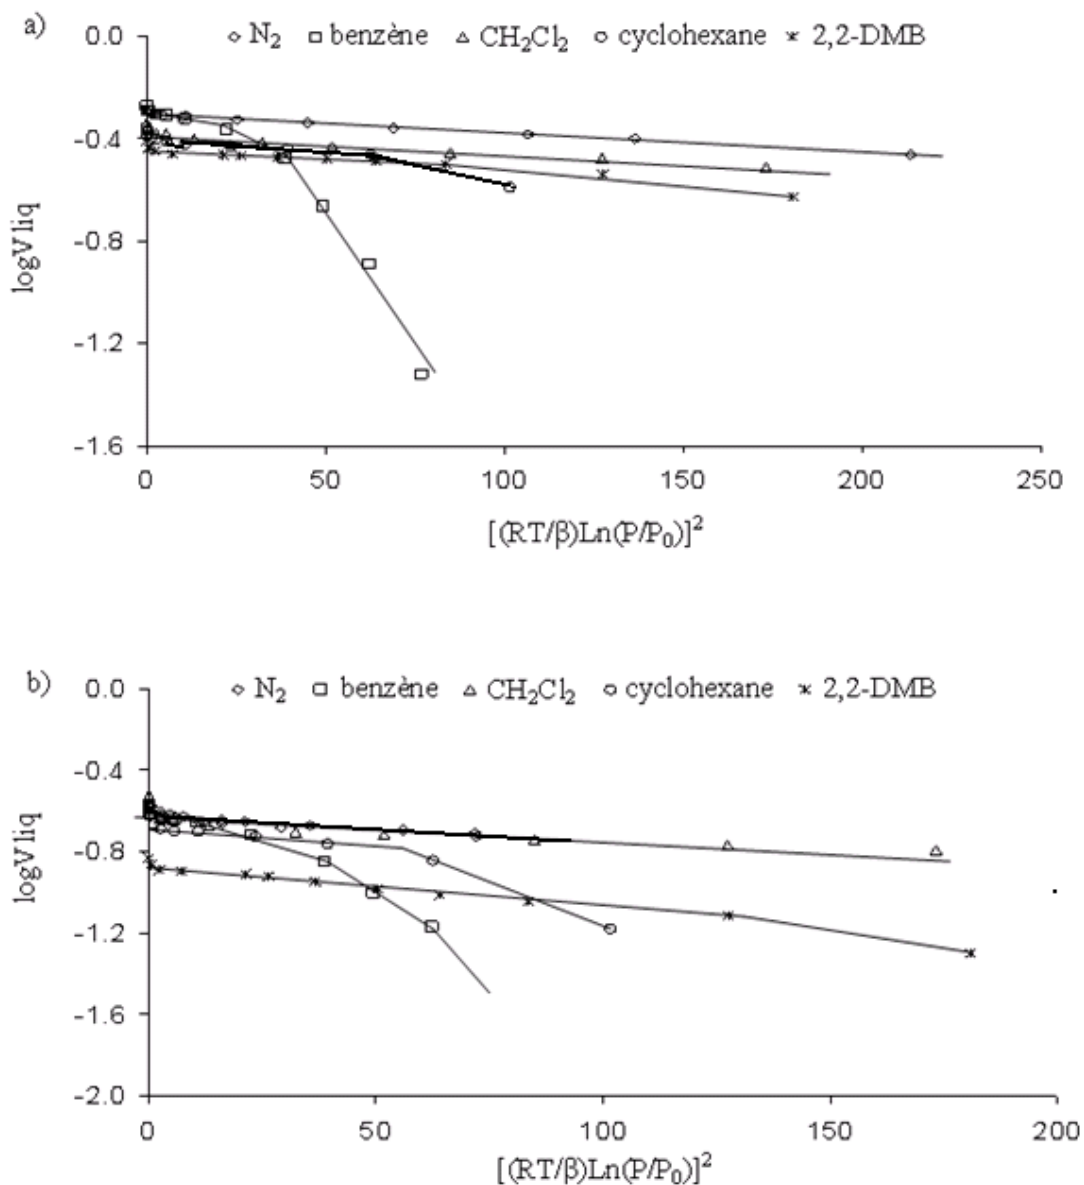 a)
0.0
N₂ benzène CH₂Cl₂ cyclohexane 2,2-DMB
-0.4
-0.8
-1.2
-1.6
logVliq
0 50 100 150 200 250
[(RT/β)Ln(P/P₀)]²
b)
0.0
N₂ benzène CH₂Cl₂ cyclohexane 2,2-DMB
-0.4
-0.8
-1.2
-1.6
-2.0
logVliq
0 50 100 150 200
[(RT/β)Ln(P/P₀)]²